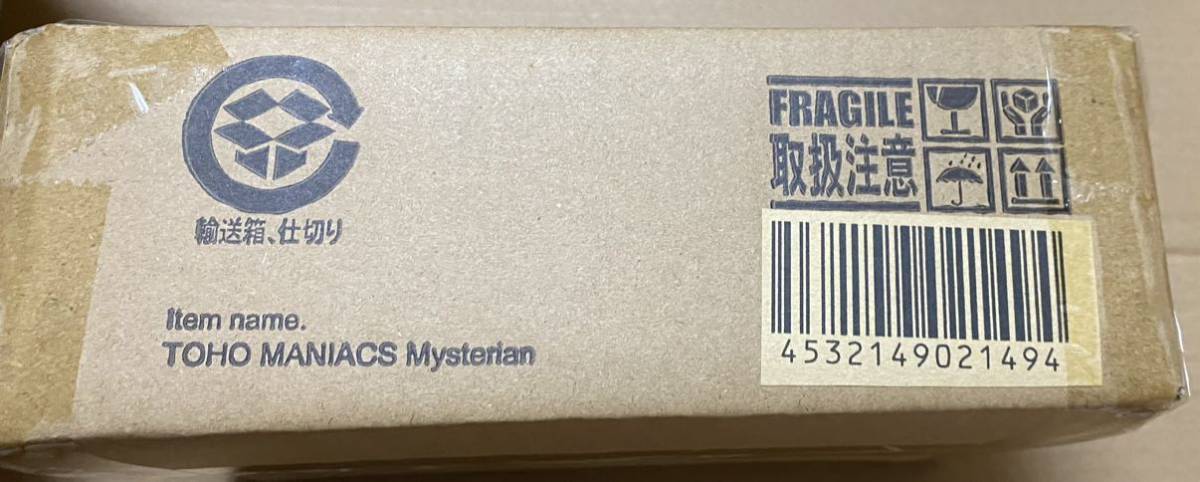 輸送箱、仕切り
Item name.
TOHO MANIACS Mysterian
FRAGILE
取扱注意
4532149021494